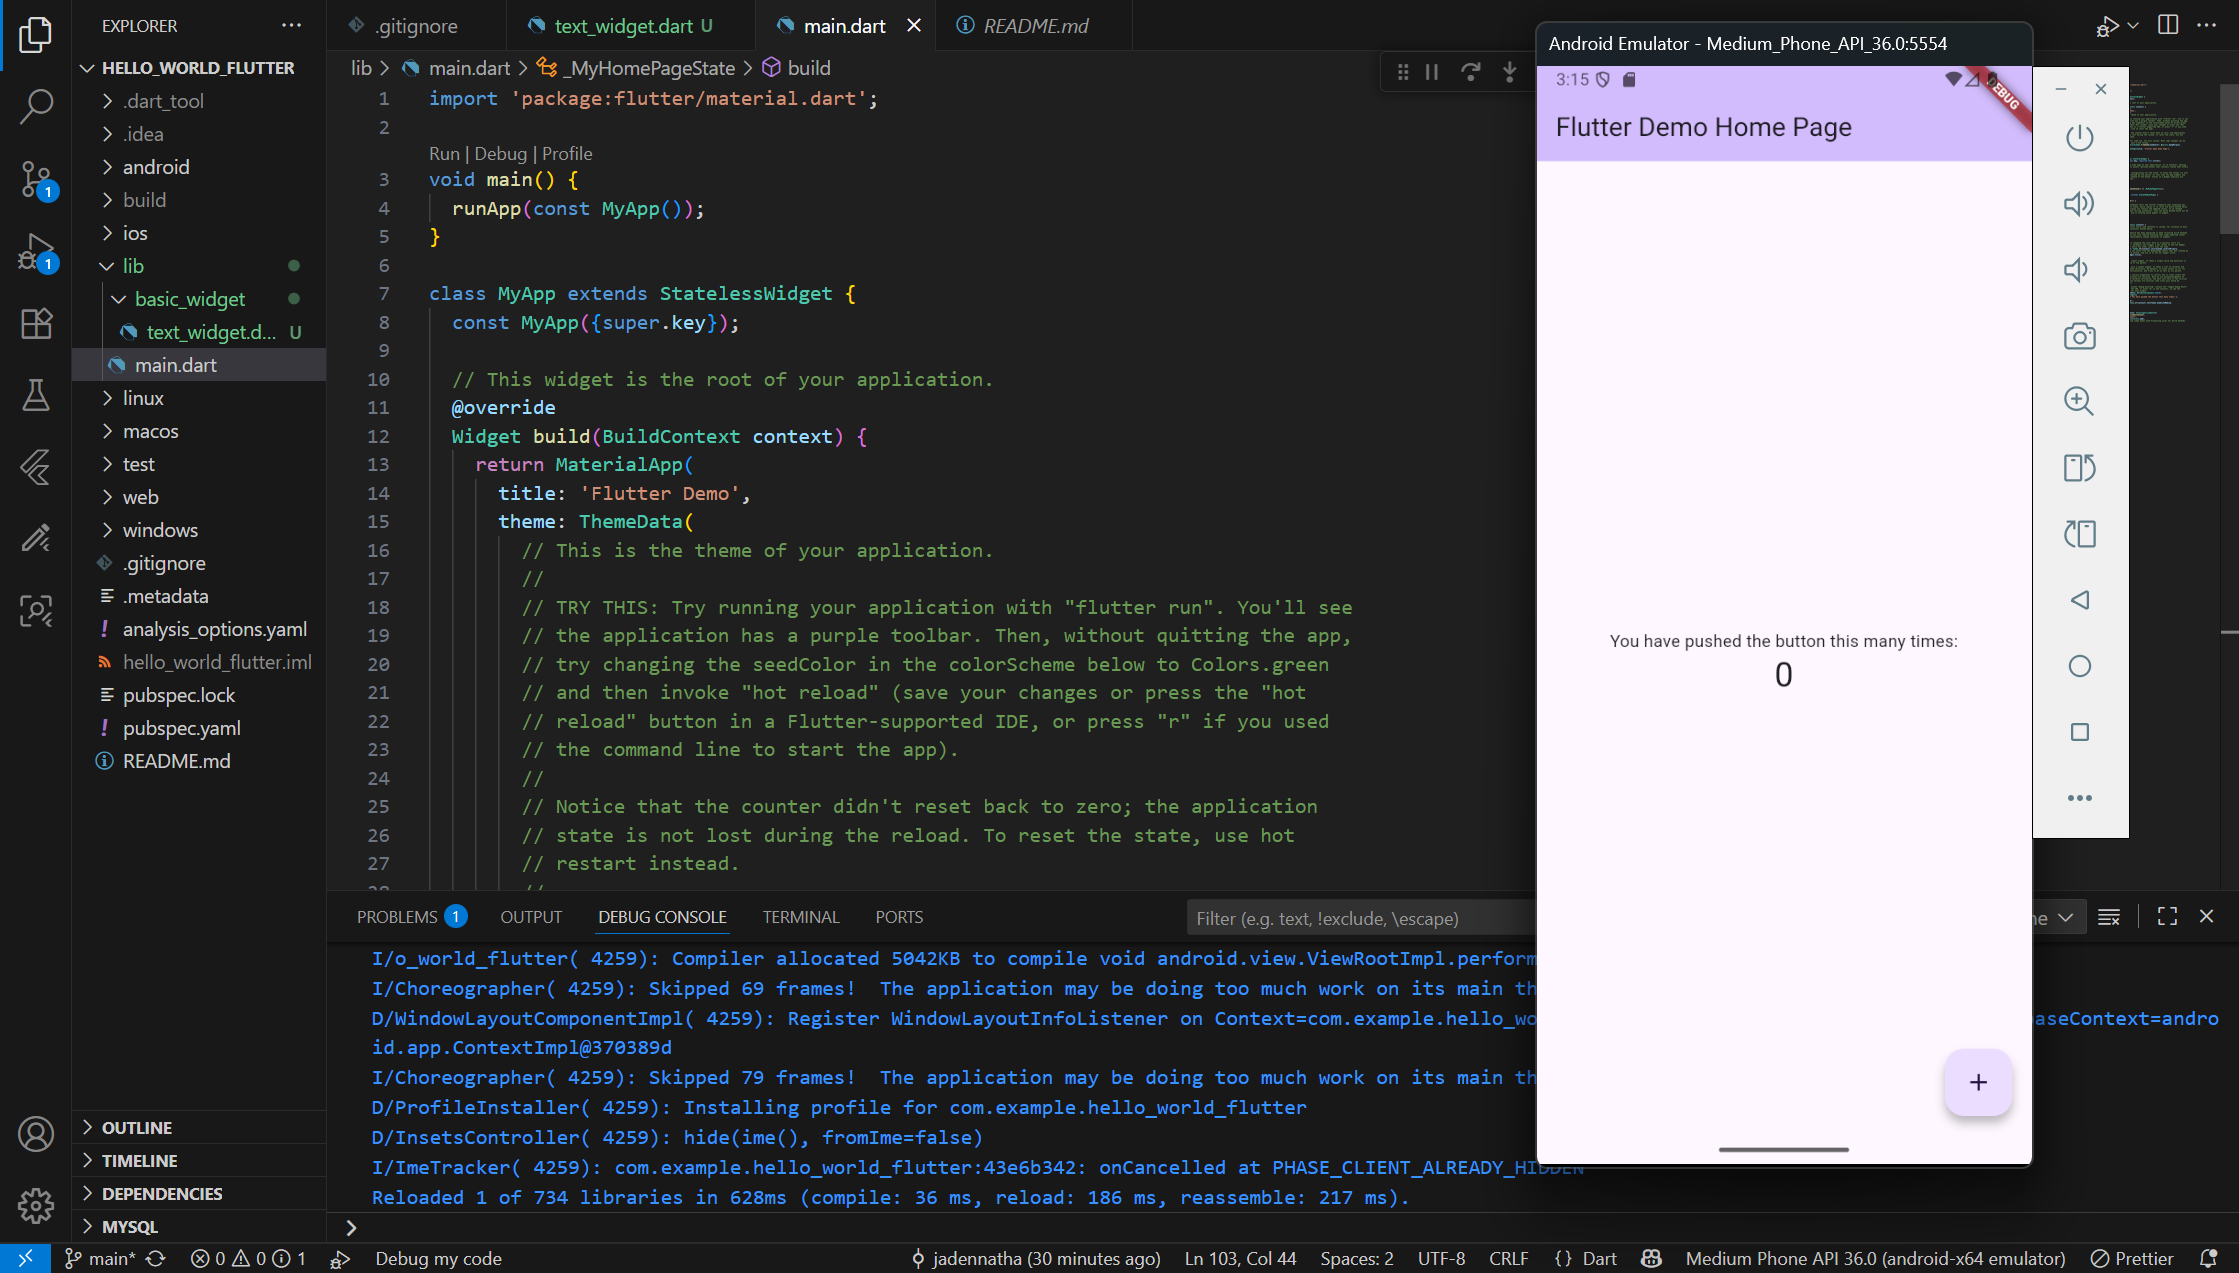 EXPLORER
HELLO_WORLD_FLUTTER
.dart_tool
.idea
android
build
ios
lib
basic_widget
text_widget.d... U
main.dart
linux
macos
test
web
windows
.gitignore
.metadata
analysis_options.yaml
hello_world_flutter.iml
pubspec.lock
pubspec.yaml
README.md
OUTLINE
TIMELINE
DEPENDENCIES
MYSQL
1
1
.gitignore
text_widget.dart U
main.dart
README.md
lib > main.dart > _MyHomePageState > build
1 import 'package:flutter/material.dart';
2
Run | Debug | Profile
3 void main() {
4 runApp(const MyApp());
5 }
6
7 class MyApp extends StatelessWidget {
8 const MyApp({super.key});
9
10 // This widget is the root of your application.
11 @override
12 Widget build(BuildContext context) {
13 return MaterialApp(
14 title: 'Flutter Demo',
15 theme: ThemeData(
16 // This is the theme of your application.
17 //
18 // TRY THIS: Try running your application with "flutter run". You'll see
19 // the application has a purple toolbar. Then, without quitting the app,
20 // try changing the seedColor in the colorScheme below to Colors.green
21 // and then invoke "hot reload" (save your changes or press the "hot
22 // reload" button in a Flutter-supported IDE, or press "r" if you used
23 // the command line to start the app).
24 //
25 // Notice that the counter didn't reset back to zero; the application
26 // state is not lost during the reload. To reset the state, use hot
27 // restart instead.
Android Emulator - Medium_Phone_API_36.0:5554
3:15
DEBUG
Flutter Demo Home Page
You have pushed the button this many times:
0
+
PROBLEMS 1
OUTPUT
DEBUG CONSOLE
TERMINAL
PORTS
Filter (e.g. text, !exclude, \escape)
I/o_world_flutter( 4259): Compiler allocated 5042KB to compile void android.view.ViewRootImpl.perform
I/Choreographer( 4259): Skipped 69 frames!  The application may be doing too much work on its main th
D/WindowLayoutComponentImpl( 4259): Register WindowLayoutInfoListener on Context=com.example.hello_wo aseContext=andro
id.app.ContextImpl@370389d
I/Choreographer( 4259): Skipped 79 frames!  The application may be doing too much work on its main th
D/ProfileInstaller( 4259): Installing profile for com.example.hello_world_flutter
D/InsetsController( 4259): hide(ime(), fromIme=false)
I/ImeTracker( 4259): com.example.hello_world_flutter:43e6b342: onCancelled at PHASE_CLIENT_ALREADY_HIDDEN
Reloaded 1 of 734 libraries in 628ms (compile: 36 ms, reload: 186 ms, reassemble: 217 ms).
main* 0 0 1 Debug my code jadennatha (30 minutes ago) Ln 103, Col 44 Spaces: 2 UTF-8 CRLF {} Dart Medium Phone API 36.0 (android-x64 emulator) Prettier